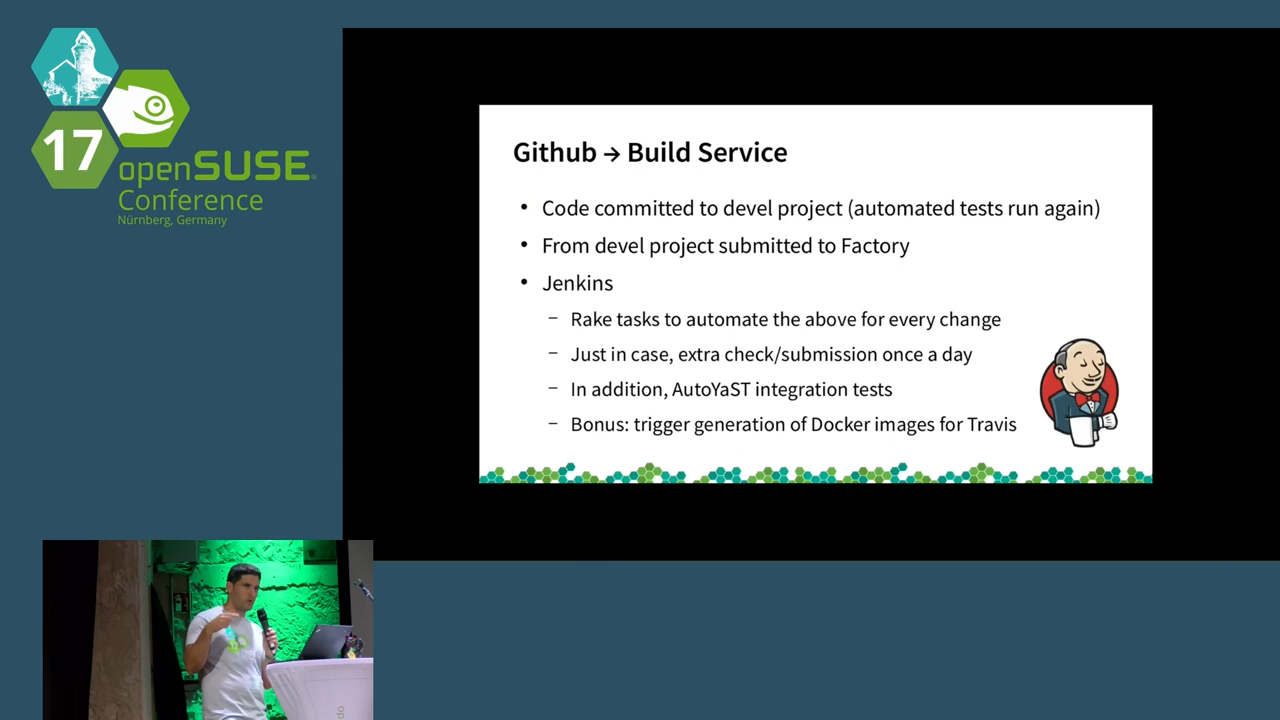 17
openSUSE
Conference
Nürnberg, Germany
Github → Build Service
• Code committed to devel project (automated tests run again)
• From devel project submitted to Factory
• Jenkins
– Rake tasks to automate the above for every change
– Just in case, extra check/submission once a day
– In addition, AutoYaST integration tests
– Bonus: trigger generation of Docker images for Travis